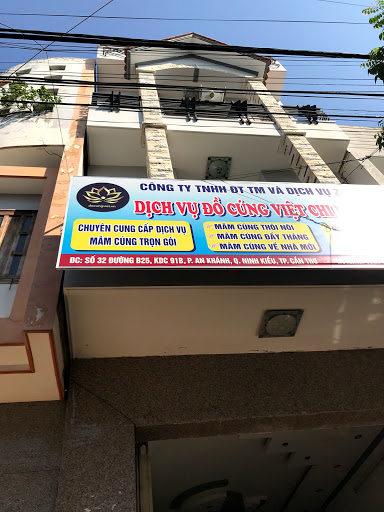 CÔNG TY TNHH ĐT TM VÀ DỊCH VỤ
DỊCH VỤ ĐỒ CÚNG VIỆT
CHUYÊN CUNG CẤP DỊCH VỤ
MÂM CÚNG TRỌN GÓI
MÂM CÚNG THÔI NÔI
MÂM CÚNG ĐẦY THÁNG
MÂM CÚNG VỀ NHÀ MỚI
ĐC: SỐ 32 ĐƯỜNG B25, KDC 91B, P. AN KHÁNH, Q. NINH KIỀU, TP. CẦN THƠ